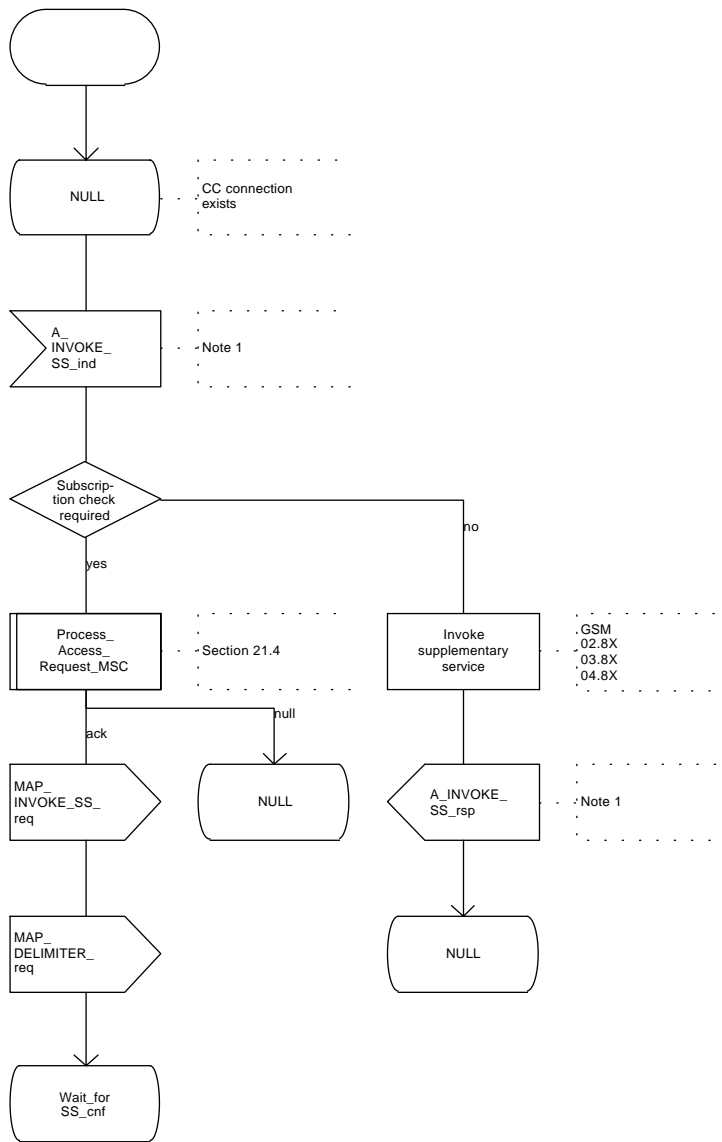 NULL
CC connection
exists
A_
INVOKE_
SS_ind
Note 1
Subscrip-
tion check
required
no
yes
Process_
Access_
Request_MSC
Section 21.4
Invoke
supplementary
service
GSM
02.8X
03.8X
04.8X
null
ack
MAP_
INVOKE_SS_
req
NULL
A_INVOKE_
SS_rsp
Note 1
MAP_
DELIMITER_
req
NULL
Wait_for
SS_cnf